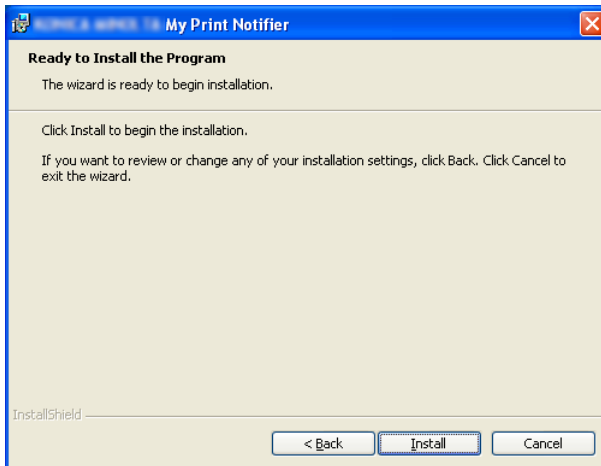 My Print Notifier
Ready to Install the Program
The wizard is ready to begin installation.
Click Install to begin the installation.
If you want to review or change any of your installation settings, click Back. Click Cancel to
exit the wizard.
InstallShield
< Back Install Cancel